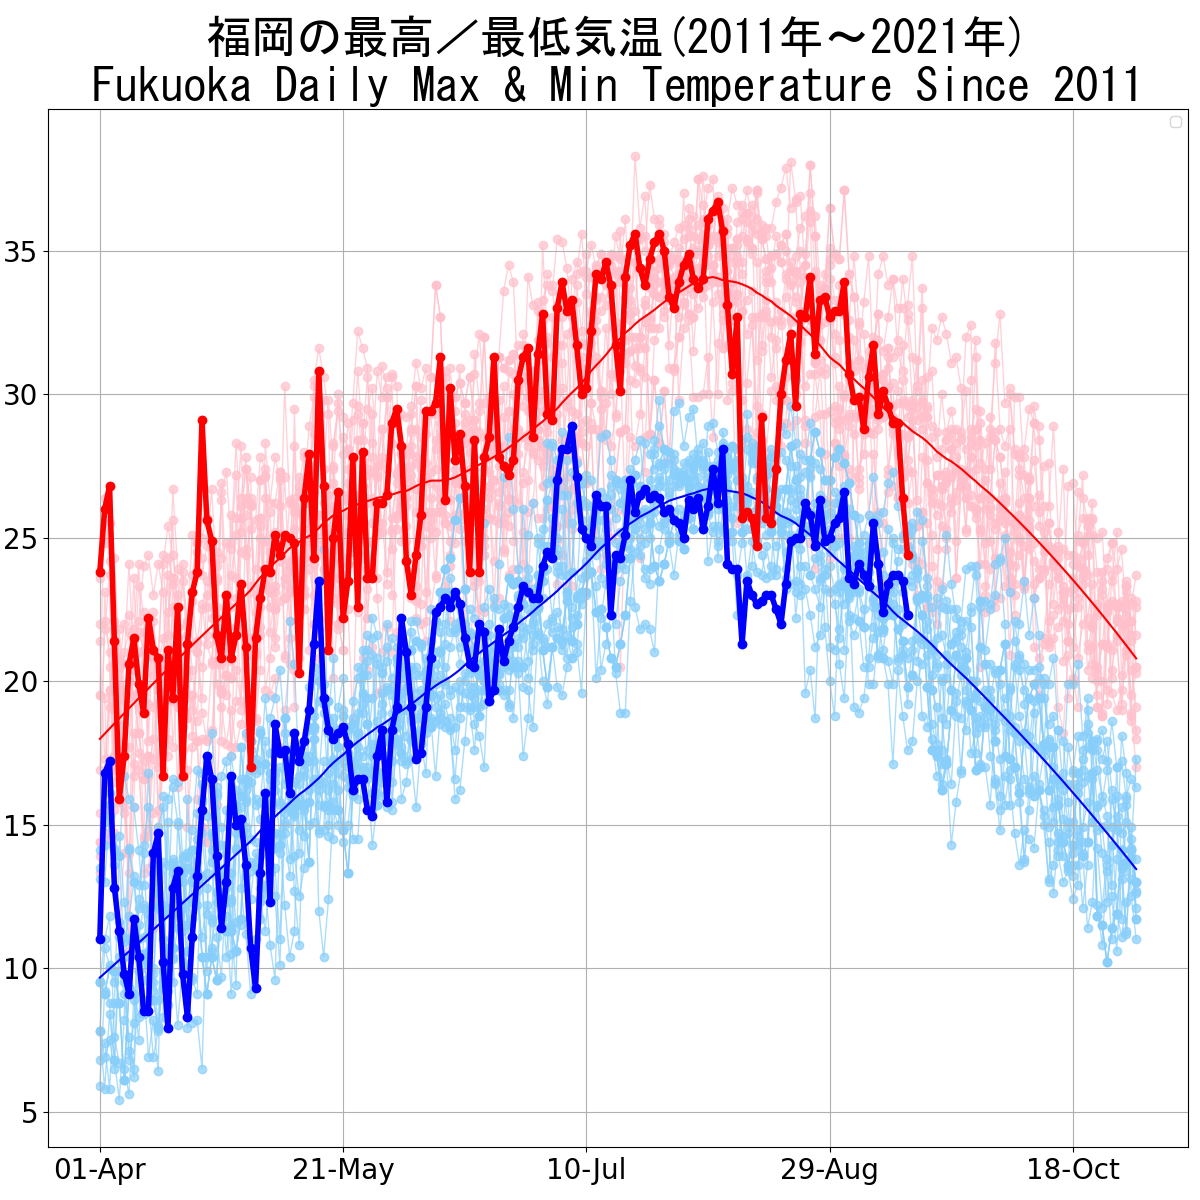 福岡の最高／最低気温(2011年～2021年)
Fukuoka Daily Max & Min Temperature Since 2011
35
30
25
20
15
10
5
01-Apr 21-May 10-Jul 29-Aug 18-Oct